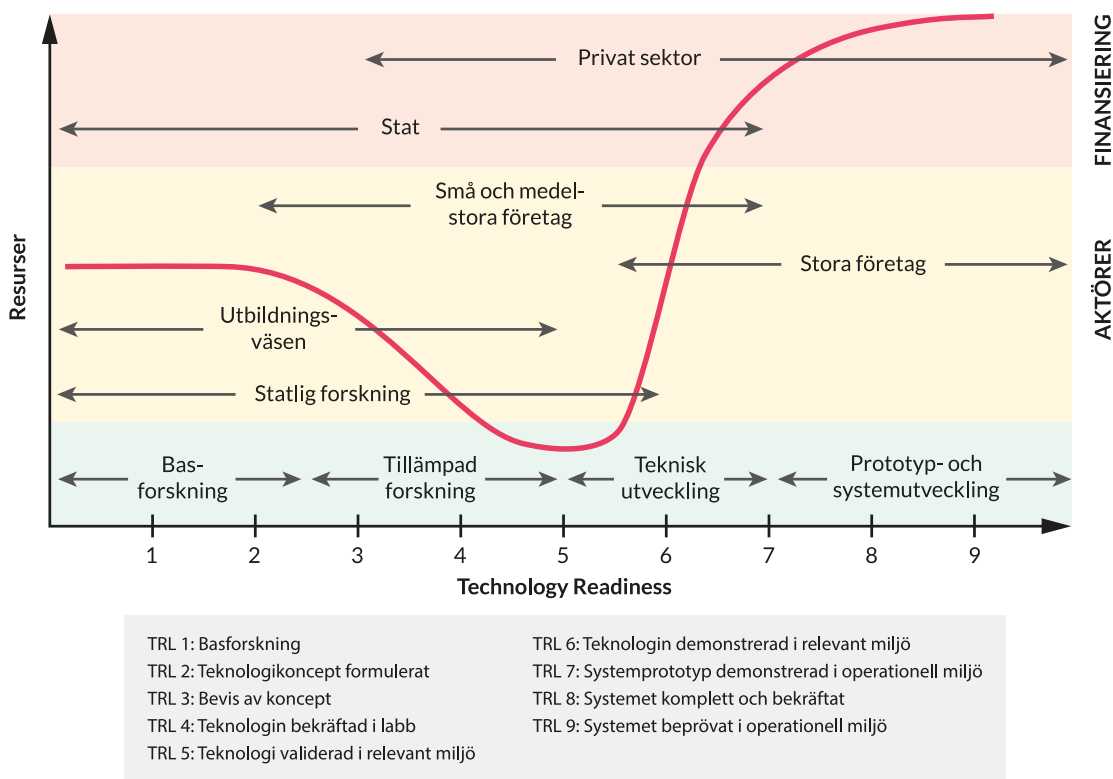 FINANSIERING
Privat sektor
Stat
Små och medel-
stora företag
Stora företag
AKTÖRER
Resurser
Utbildnings-
väsen
Statlig forskning
Bas-
forskning
Tillämpad
forskning
Teknisk
utveckling
Prototyp- och
systemutveckling
1 2 3 4 5 6 7 8 9
Technology Readiness
TRL 1: Basforskning
TRL 2: Teknologikoncept formulerat
TRL 3: Bevis av koncept
TRL 4: Teknologin bekräftad i labb
TRL 5: Teknologi validerad i relevant miljö
TRL 6: Teknologin demonstrerad i relevant miljö
TRL 7: Systemprototyp demonstrerad i operationell miljö
TRL 8: Systemet komplett och bekräftat
TRL 9: Systemet beprövat i operationell miljö